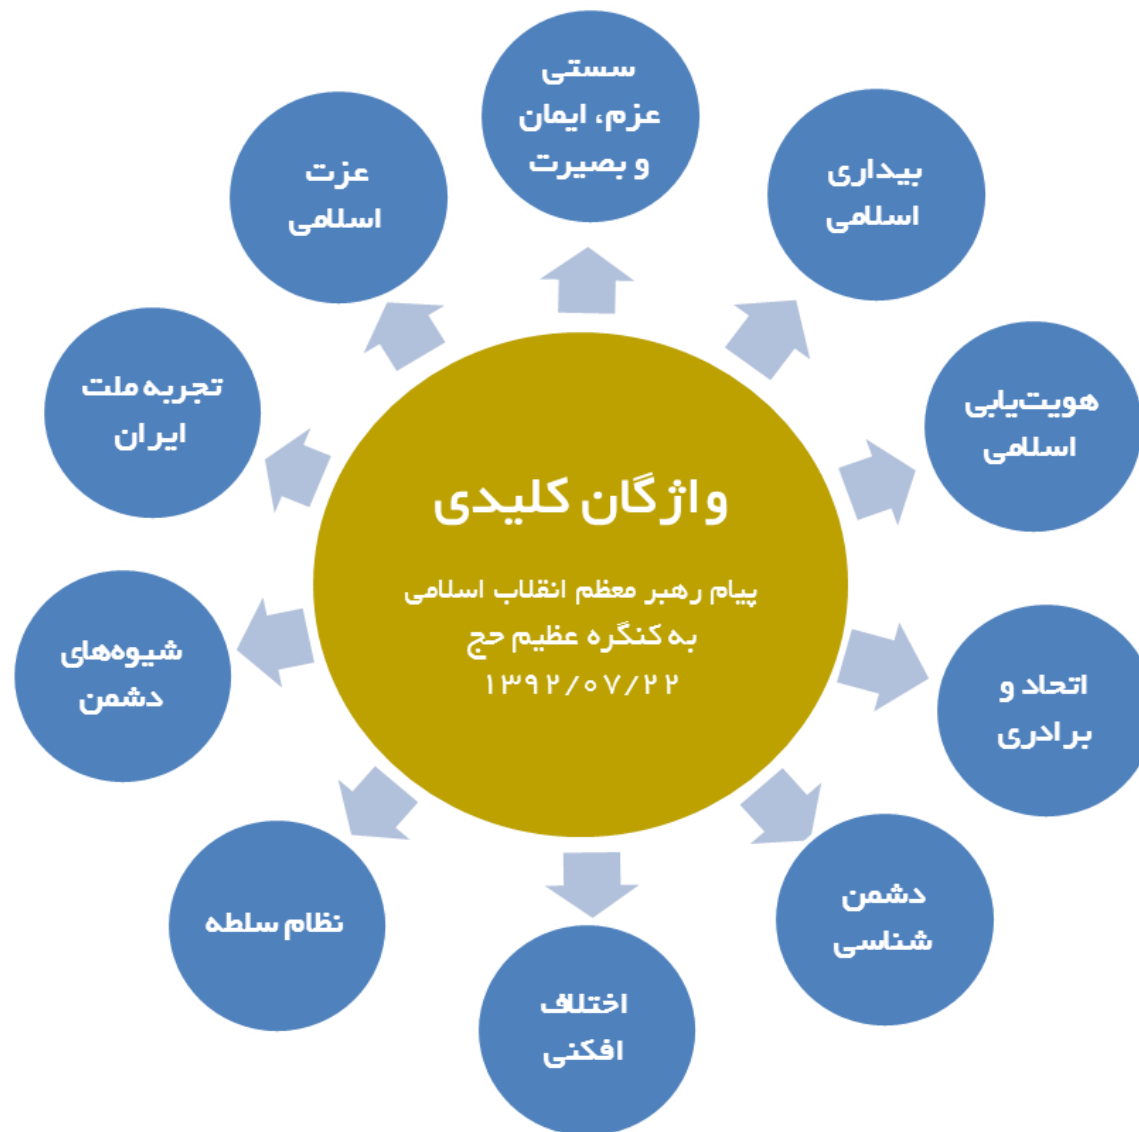 واژگان کلیدی
پیام رهبر معظم انقلاب اسلامی
به کنگره عظیم حج
۱۳۹۲/۰۷/۲۲
سستی
عزم، ایمان
و بصیرت
بیداری
اسلامی
هویت‌یابی
اسلامی
اتحاد و
برادری
دشمن
شناسی
اختلاف
افکنی
نظام سلطه
شیوه‌های
دشمن
تجربه ملت
ایران
عزت
اسلامی